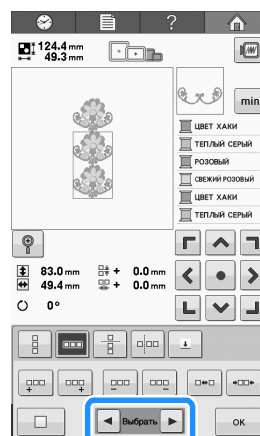 ?
124.4 mm
49.3 mm
min
ЦВЕТ ХАКИ
ТЕПЛЫЙ СЕРЫЙ
РОЗОВЫЙ
СВЕЖИЙ РОЗОВЫЙ
ЦВЕТ ХАКИ
ТЕПЛЫЙ СЕРЫЙ
83.0 mm + 0.0 mm
49.4 mm + 0.0 mm
0°
Выбрать
OK